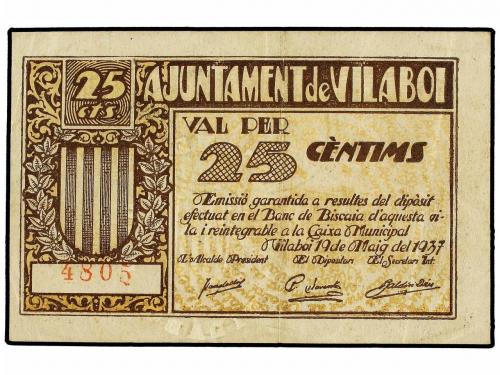 25
CTS
AJUNTAMENT de VILABOI
VAL PER
25 CÈNTIMS
Emissió garantida a resultes del dipòsit
efectuat en el Banc de Biscaia d'aquesta vi-
la i reintegrable a la Caixa Municipal
Vilaboi 19 de Maig del 1937
L'Alcalde President El Dipositari El Secretari Int.
4805